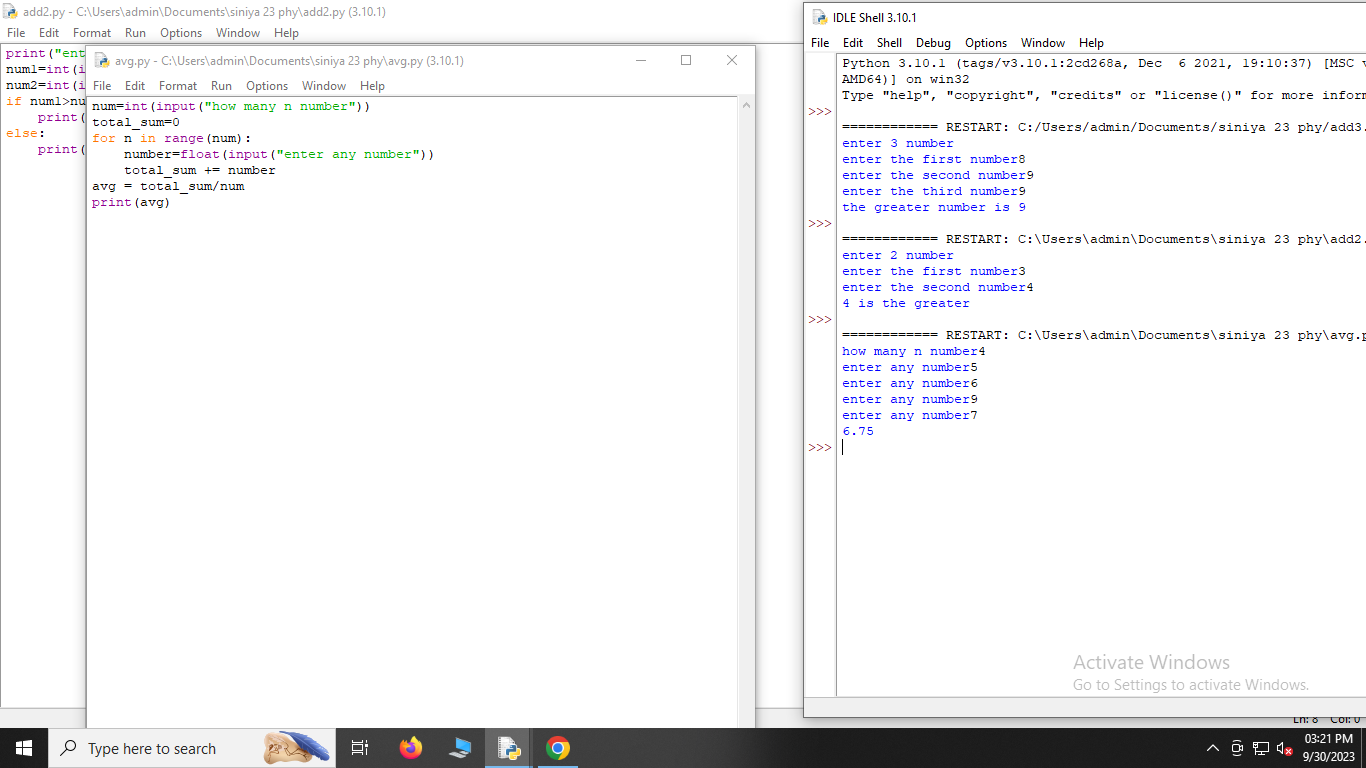 add2.py - C:\Users\admin\Documents\siniya 23 phy\add2.py (3.10.1)
File Edit Format Run Options Window Help
print("ent
num1=int(i
num2=int(i
if num1>nu
    print(
else:
    print(
avg.py - C:\Users\admin\Documents\siniya 23 phy\avg.py (3.10.1)
File Edit Format Run Options Window Help
num=int(input("how many n number"))
total_sum=0
for n in range(num):
    number=float(input("enter any number"))
    total_sum += number
avg = total_sum/num
print(avg)
IDLE Shell 3.10.1
File Edit Shell Debug Options Window Help
Python 3.10.1 (tags/v3.10.1:2cd268a, Dec  6 2021, 19:10:37) [MSC v
AMD64)] on win32
Type "help", "copyright", "credits" or "license()" for more inform
>>>
============ RESTART: C:/Users/admin/Documents/siniya 23 phy/add3.
enter 3 number
enter the first number8
enter the second number9
enter the third number9
the greater number is 9
>>>
============ RESTART: C:\Users\admin\Documents\siniya 23 phy\add2.
enter 2 number
enter the first number3
enter the second number4
4 is the greater
>>>
============ RESTART: C:\Users\admin\Documents\siniya 23 phy\avg.p
how many n number4
enter any number5
enter any number6
enter any number9
enter any number7
6.75
>>>
Activate Windows
Go to Settings to activate Windows.
Ln: 8 Col: 0
Type here to search
03:21 PM
9/30/2023